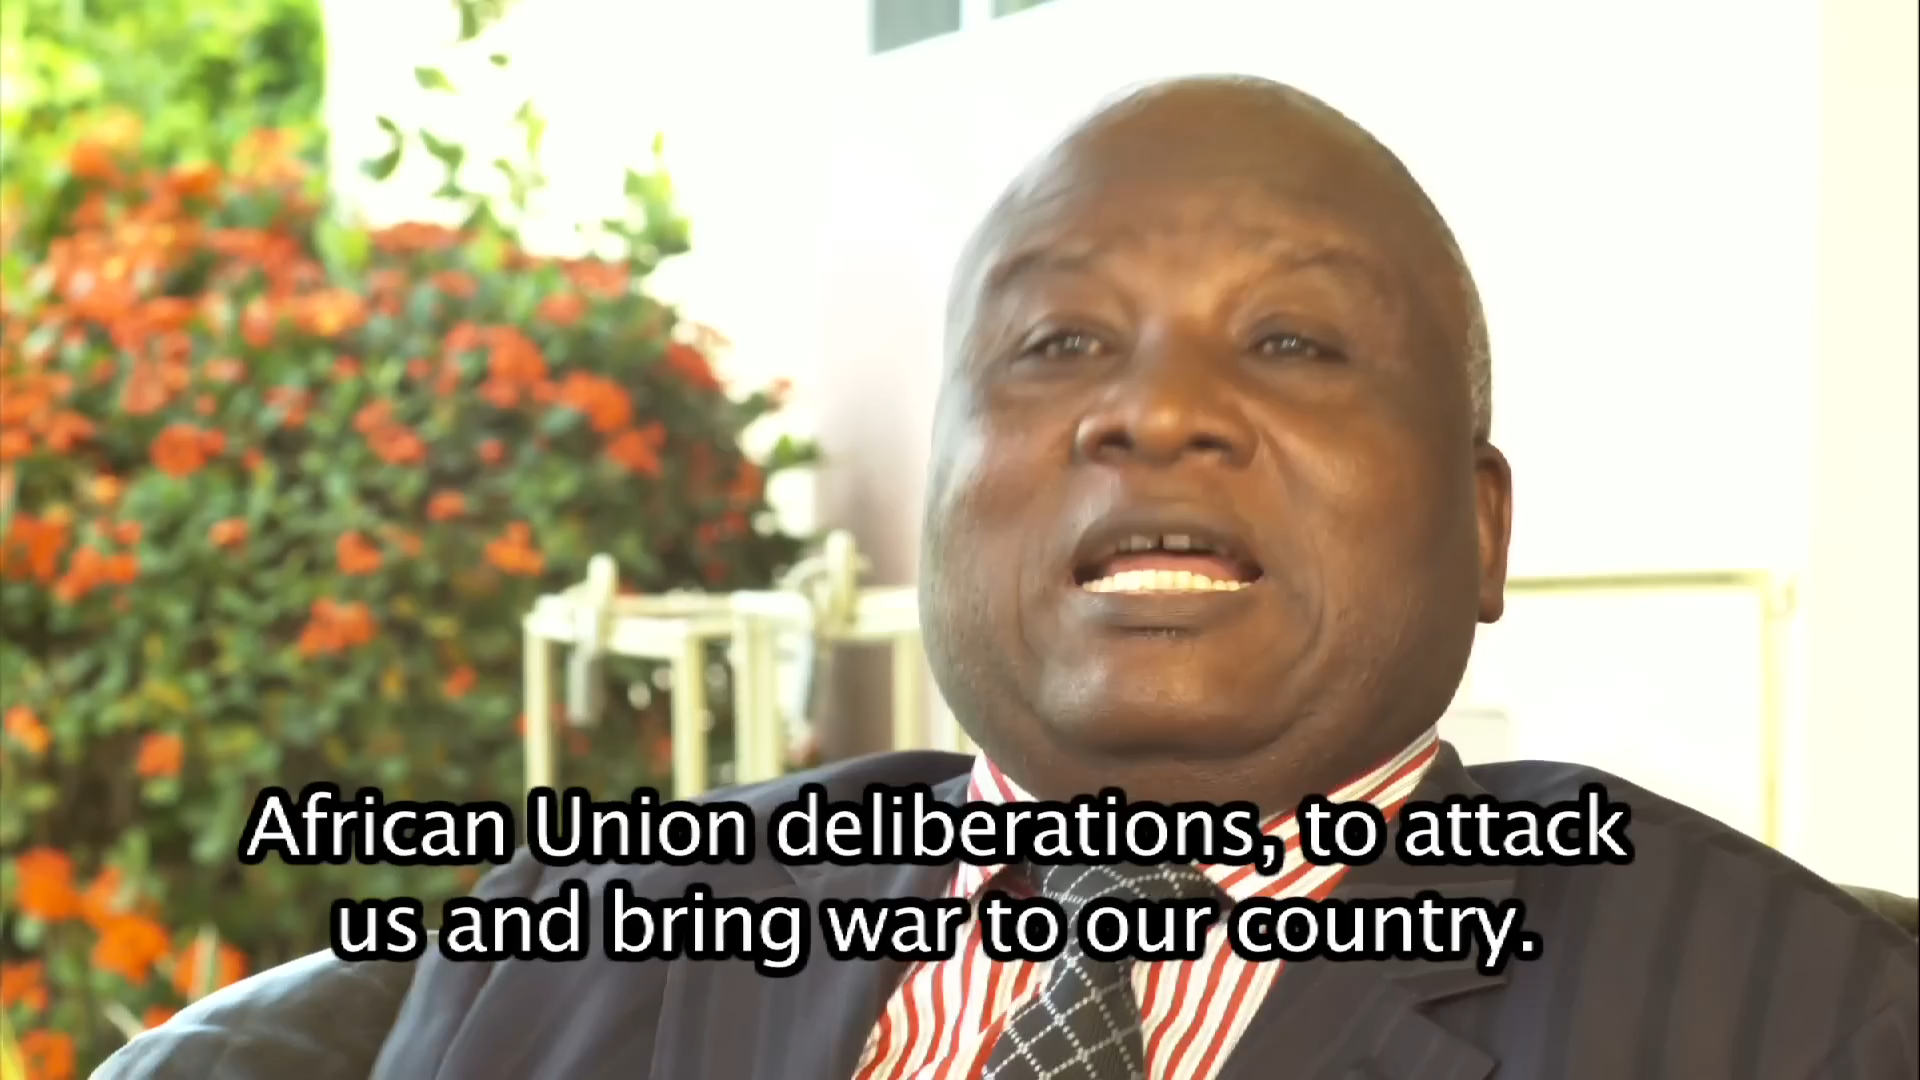 African Union deliberations, to attack
us and bring war to our country.